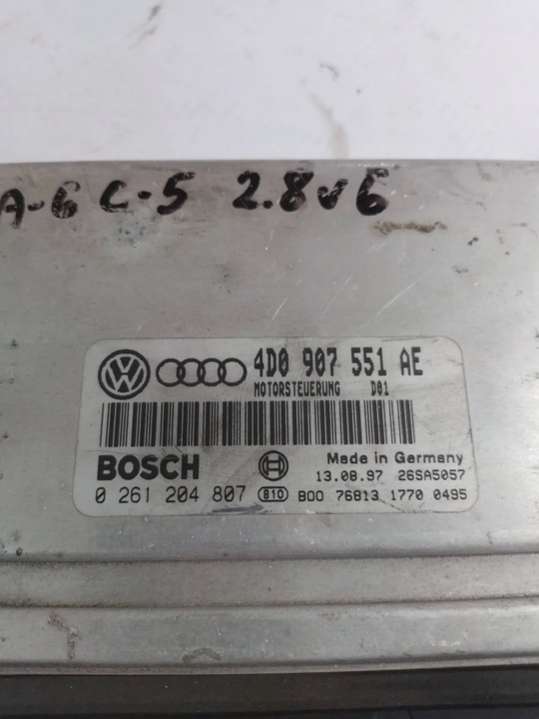 A-6 C-5 2.8 v6
4D0 907 551 AE
MOTORSTEUERUNG D01
BOSCH
Made in Germany
13.08.97 26SA5057
0 261 204 807 810 B00 76813 1770 0495